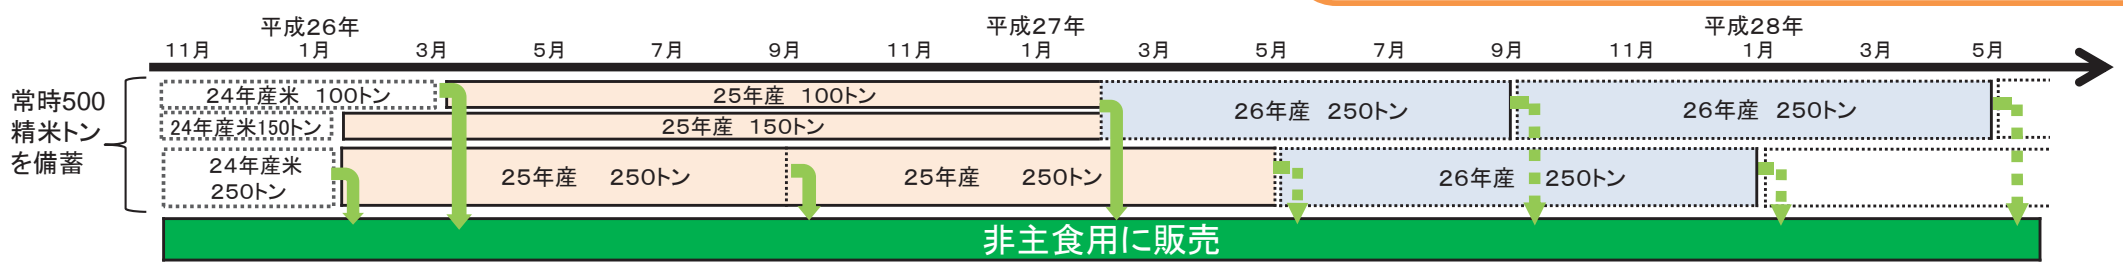 平成26年
平成27年
平成28年
11月
1月
3月
5月
7月
9月
11月
1月
3月
5月
7月
9月
11月
1月
3月
5月
常時500
精米トン
を備蓄
24年産米 100トン
25年産 100トン
26年産 250トン
26年産 250トン
24年産米150トン
25年産 150トン
24年産米
250トン
25年産 250トン
25年産 250トン
26年産 250トン
非主食用に販売